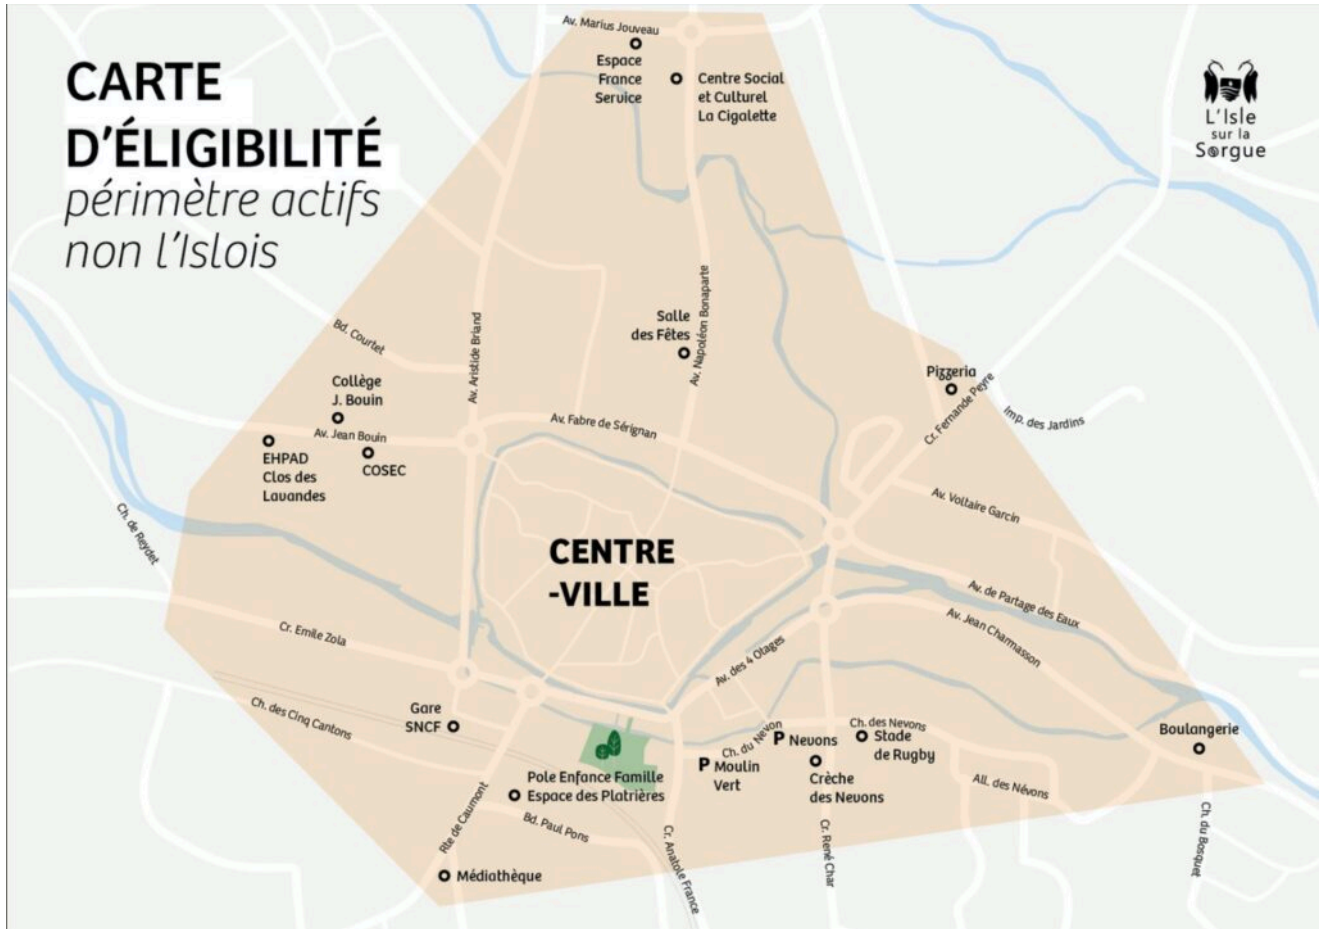 CARTE
D'ÉLIGIBILITÉ
périmètre actifs
non l'Islois
L'Isle
sur la
Sorgue
Av. Marius Jouveau
Espace
France
Service
Centre Social
et Culturel
La Cigalette
Bd. Courtet
Av. Aristide Briand
Salle
des Fêtes
Av. Napoléon Bonaparte
Pizzeria
Cr. Fernande Peyre
Imp. des Jardins
Collège
J. Bouin
Av. Jean Bouin
EHPAD
Clos des
Lavandes
COSEC
Av. Fabre de Sérignan
Av. Voltaire Garcin
Ch. de Reydet
CENTRE
-VILLE
Av. de Partage des Eaux
Av. Jean Charmasson
Cr. Emile Zola
Av. des 4 Otages
Ch. des Cinq Cantons
Gare
SNCF
Ch. du Nevon
P Nevons
Ch. des Nevons
Stade
de Rugby
Boulangerie
P Moulin
Vert
Crèche
des Nevons
All. des Névons
Pole Enfance Famille
Espace des Platrières
Rte de Caumont
Bd. Paul Pons
Cr. Anatole France
Cr. René Char
Ch. du Bosquet
Médiathèque